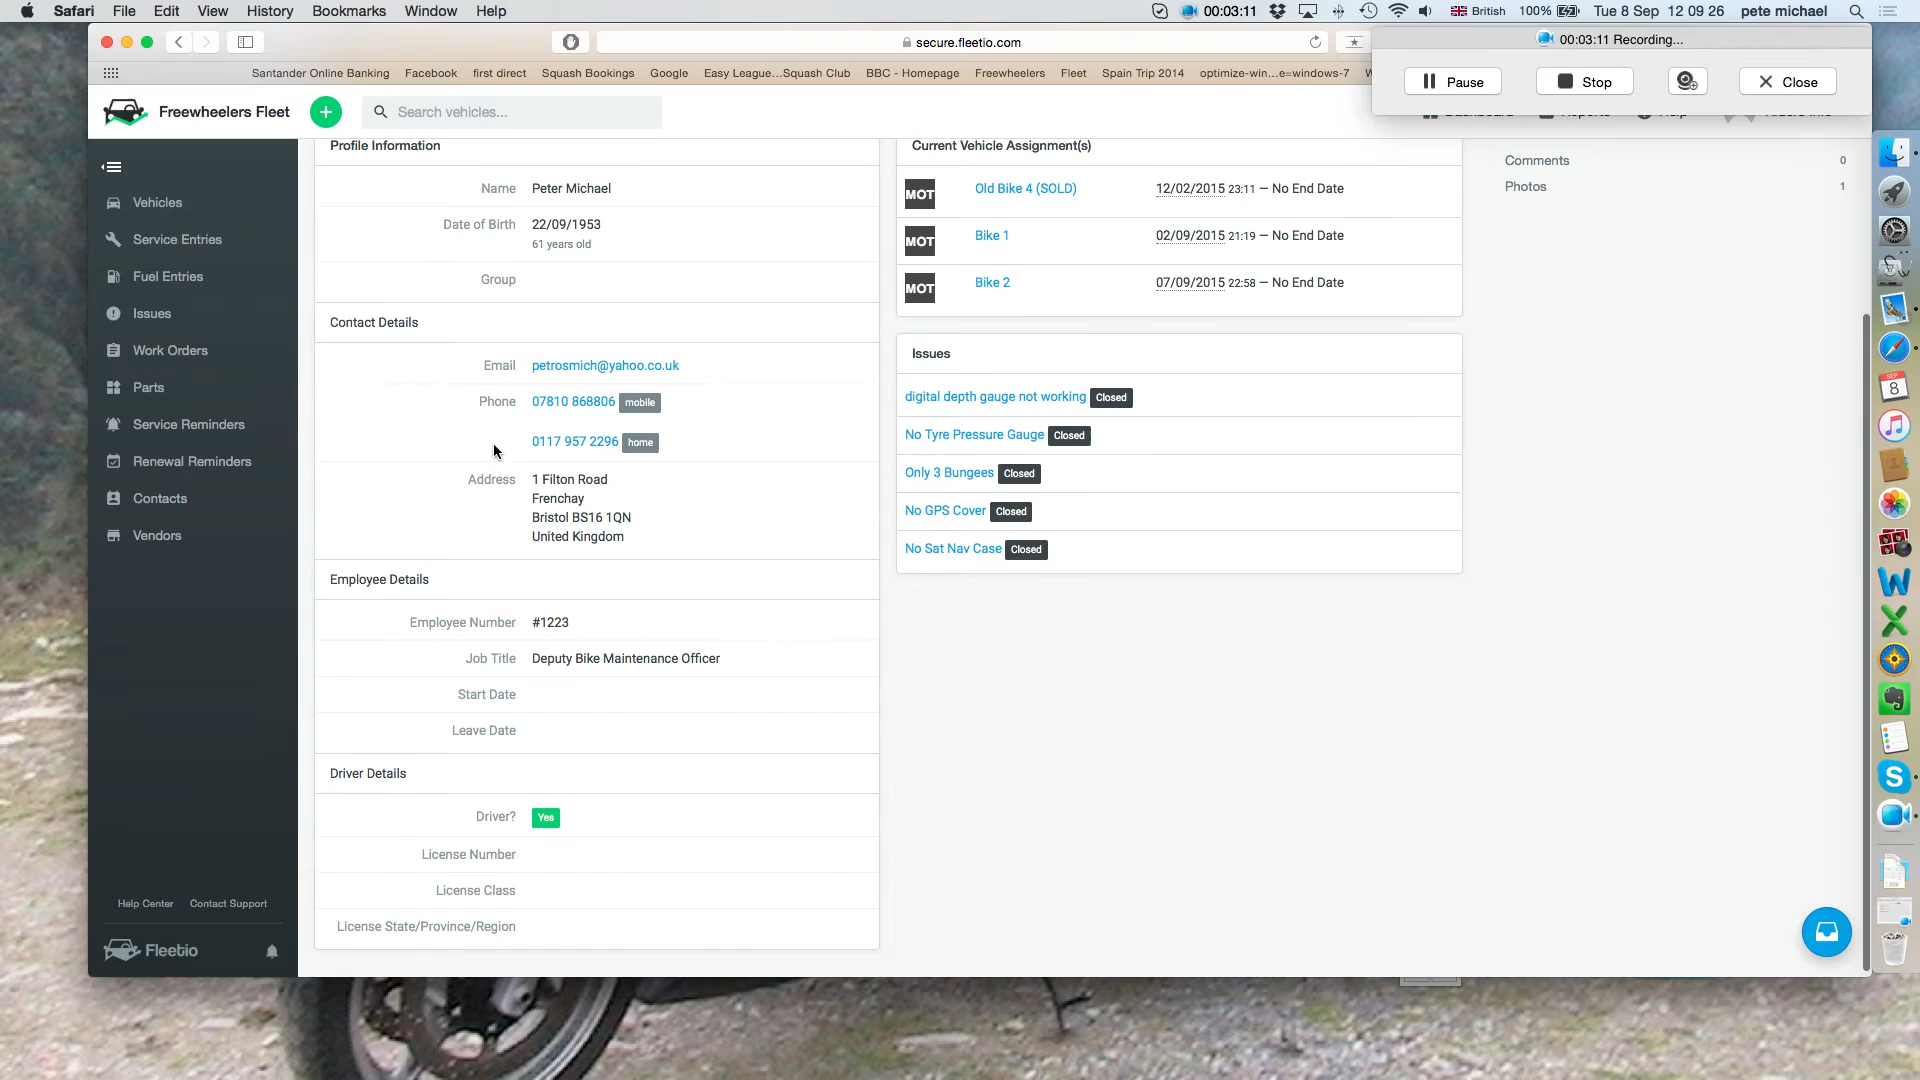 Safari File Edit View History Bookmarks Window Help 00:03:11 British 100% Tue 8 Sep 12 09 26 pete michael
secure.fleetio.com
00:03:11 Recording...
Santander Online Banking Facebook first direct Squash Bookings Google Easy League...Squash Club BBC - Homepage Freewheelers Fleet Spain Trip 2014 optimize-win...e=windows-7
Pause Stop Close
Freewheelers Fleet
Search vehicles...
Vehicles
Service Entries
Fuel Entries
Issues
Work Orders
Parts
Service Reminders
Renewal Reminders
Contacts
Vendors
Help Center Contact Support
Fleetio
Profile Information
Name Peter Michael
Date of Birth 22/09/1953
61 years old
Group
Contact Details
Email petrosmich@yahoo.co.uk
Phone 07810 868806 mobile
0117 957 2296 home
Address 1 Filton Road
Frenchay
Bristol BS16 1QN
United Kingdom
Employee Details
Employee Number #1223
Job Title Deputy Bike Maintenance Officer
Start Date
Leave Date
Driver Details
Driver? Yes
License Number
License Class
License State/Province/Region
Current Vehicle Assignment(s)
MOT Old Bike 4 (SOLD) 12/02/2015 23:11 — No End Date
MOT Bike 1 02/09/2015 21:19 — No End Date
MOT Bike 2 07/09/2015 22:58 — No End Date
Issues
digital depth gauge not working Closed
No Tyre Pressure Gauge Closed
Only 3 Bungees Closed
No GPS Cover Closed
No Sat Nav Case Closed
Comments 0
Photos 1
SEP
8